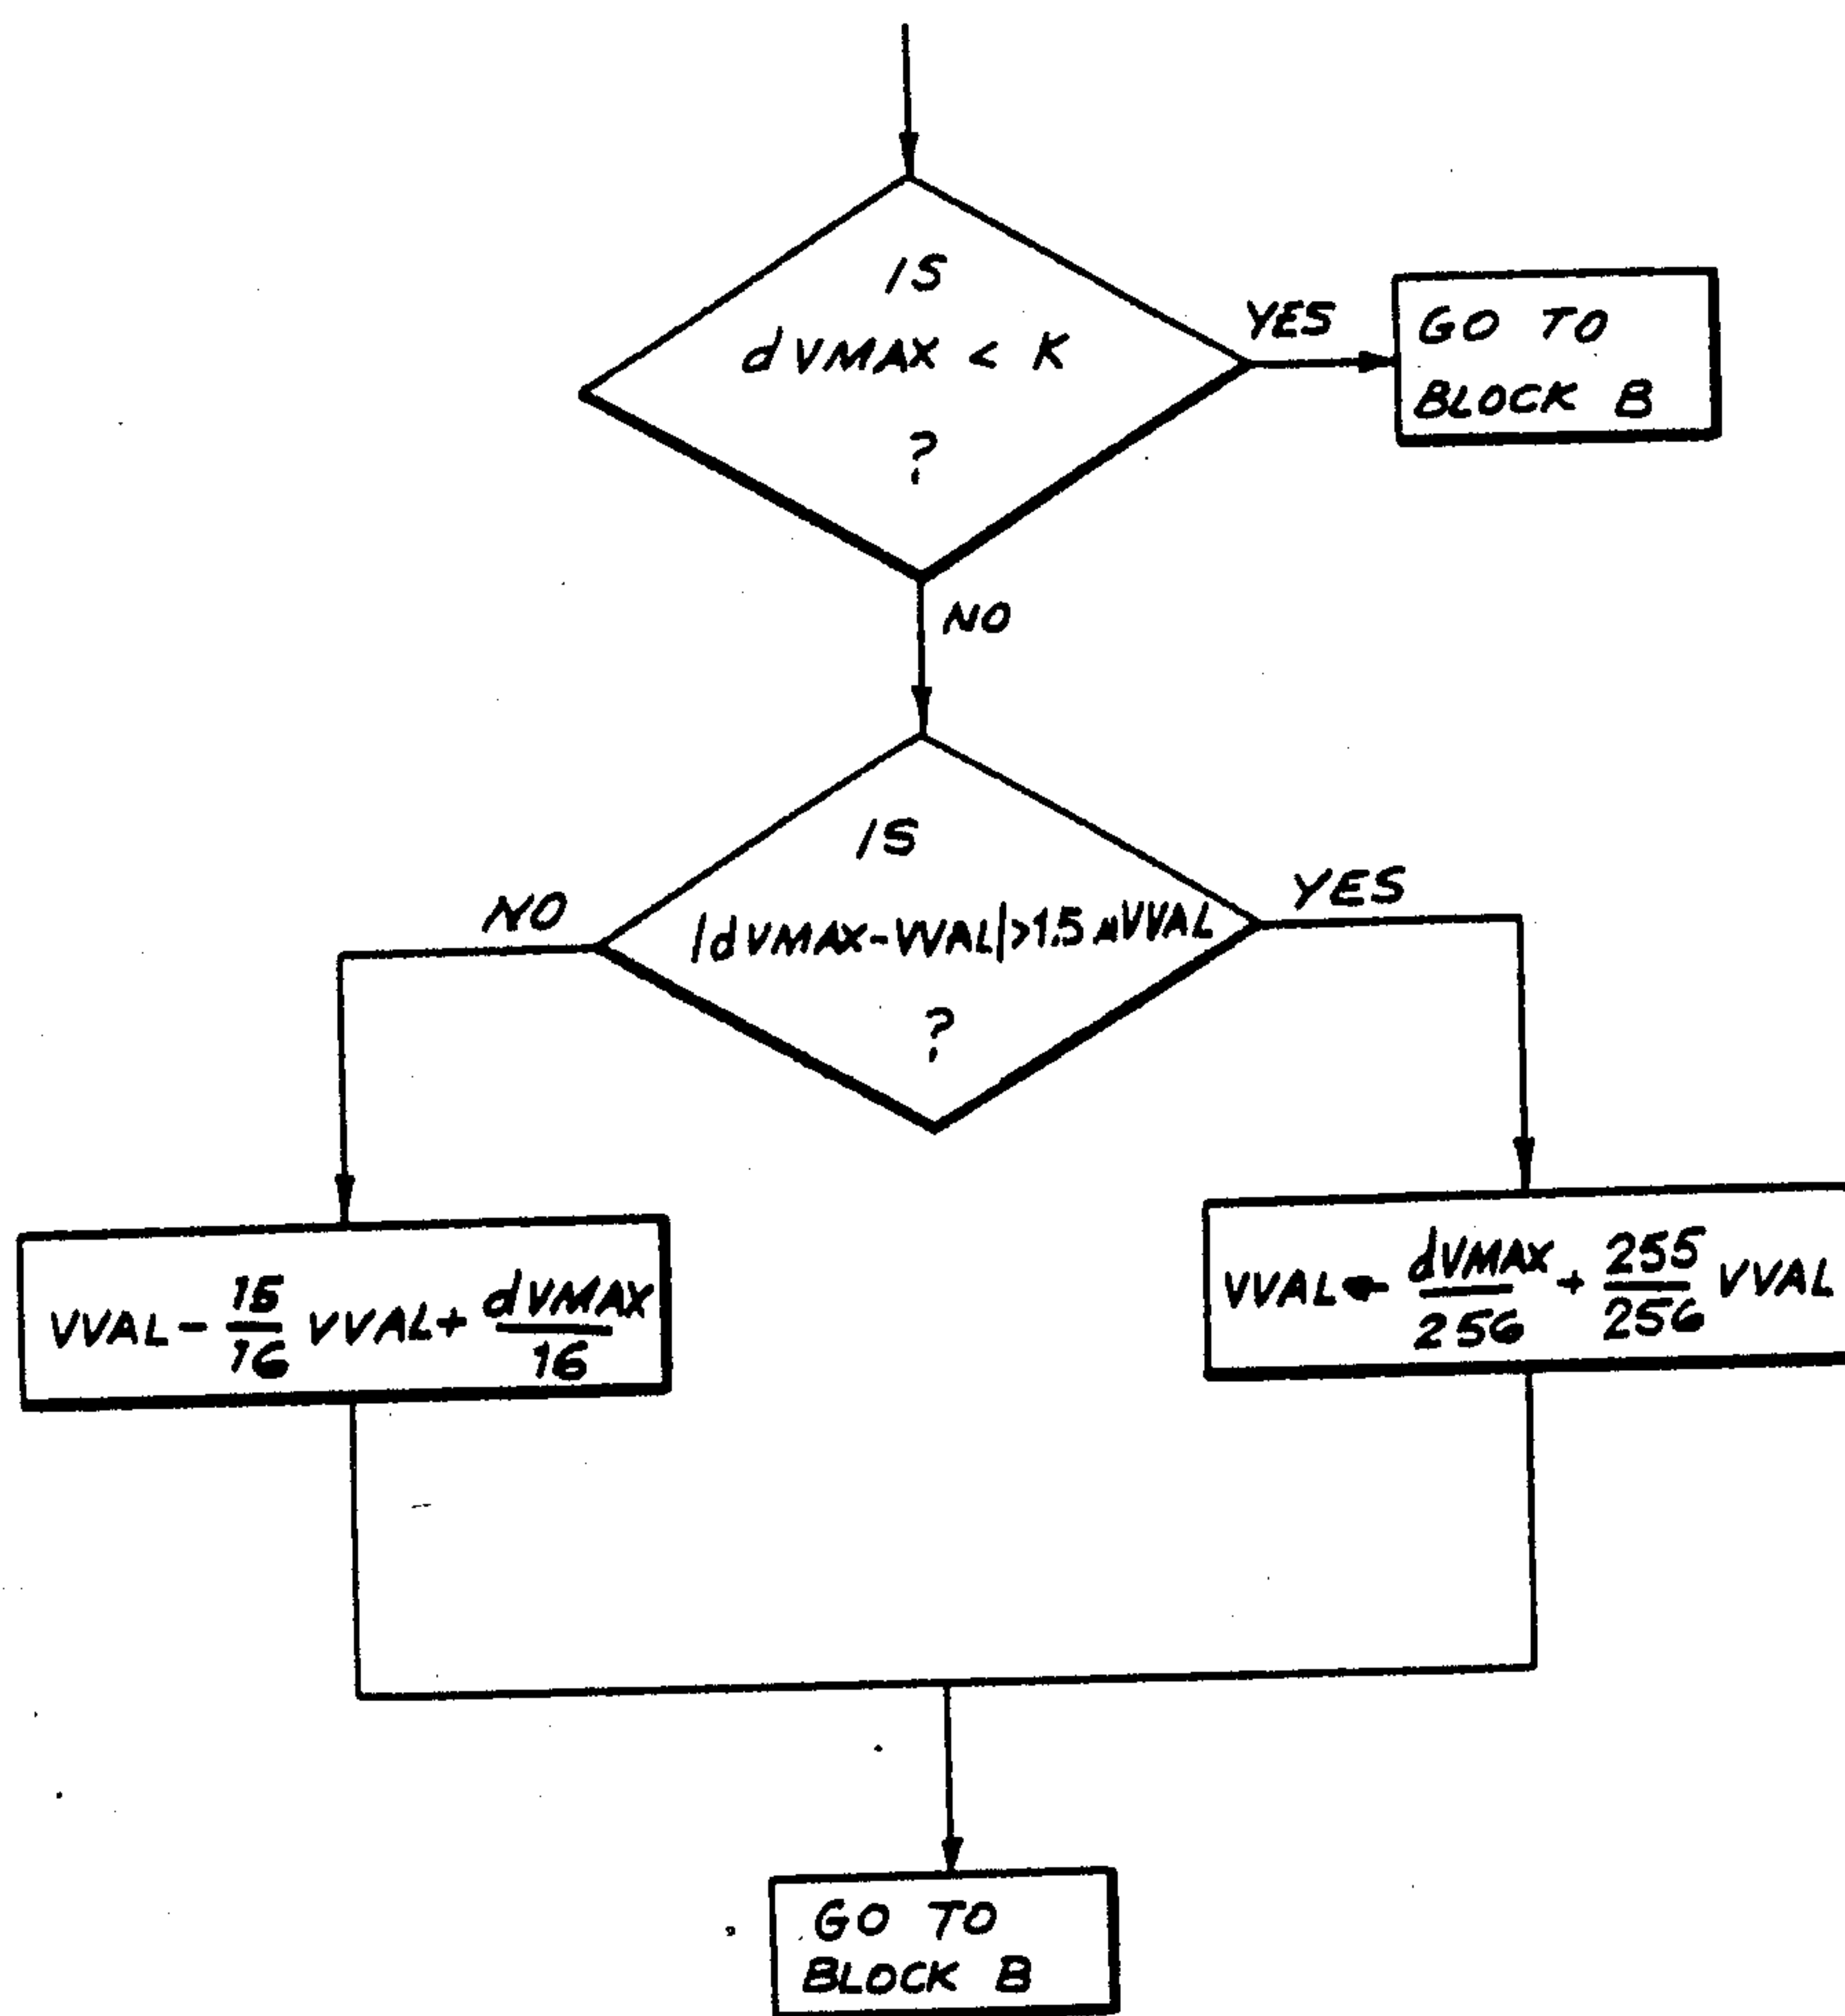 IS
dVMAX < K
?
YES
GO TO
BLOCK B
NO
IS
|dVMAX-VVAL|>1.5 VVAL
?
NO
YES
VVAL - 15/16 VVAL + dVMAX/16
VVAL ← dVMAX/256 + 255/256 VVAL
GO TO
BLOCK B